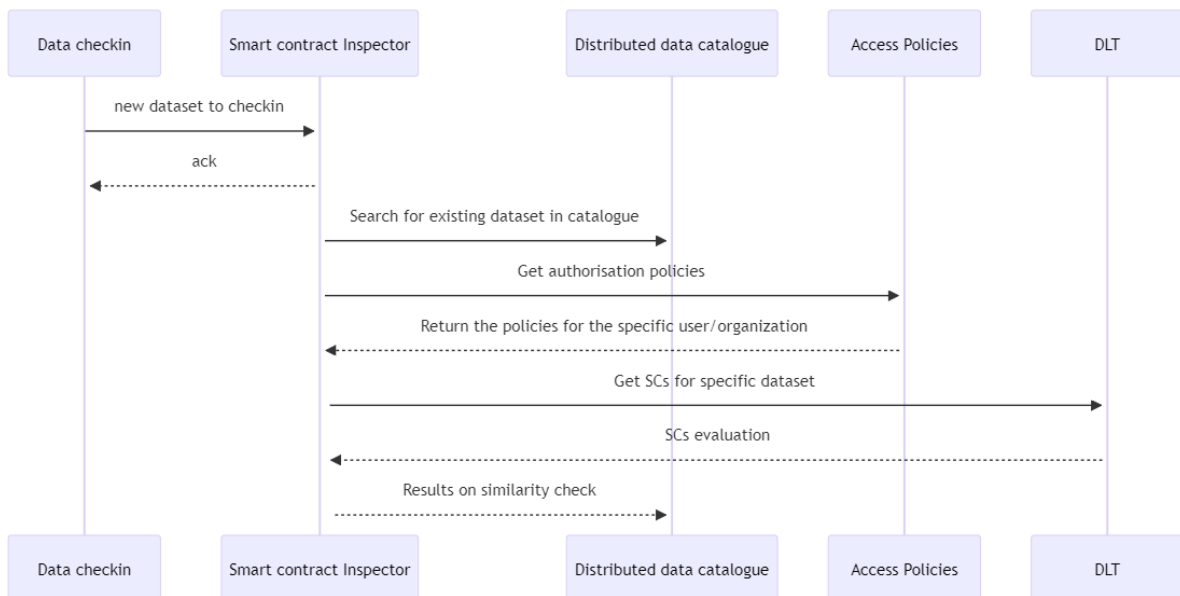 Data checkin
Smart contract Inspector
Distributed data catalogue
Access Policies
DLT
new dataset to checkin
ack
Search for existing dataset in catalogue
Get authorisation policies
Return the policies for the specific user/organization
Get SCs for specific dataset
SCs evaluation
Results on similarity check
Data checkin
Smart contract Inspector
Distributed data catalogue
Access Policies
DLT